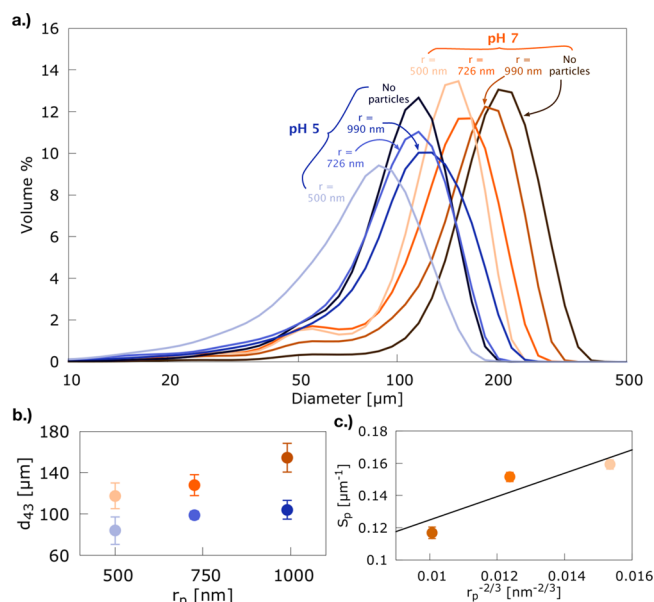 a.)
16
14
12
10
8
6
4
2
0
Volume %
10
20
50
100
200
500
Diameter [µm]
pH 7
r =
500 nm
r =
726 nm
r =
990 nm
No
particles
pH 5
No
particles
r =
990 nm
r =
726 nm
r =
500 nm
b.)
180
140
100
60
d43 [µm]
500
750
1000
rp [nm]
c.)
0.18
0.16
0.14
0.12
0.1
Sp [µm-1]
0.01
0.012
0.014
0.016
rp-2/3 [nm-2/3]